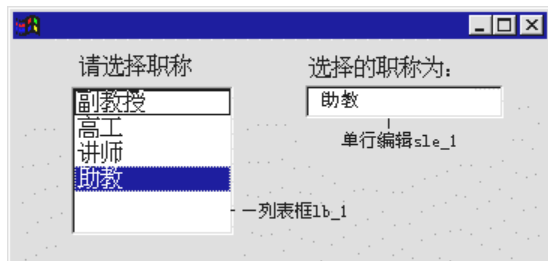 请选择职称
选择的职称为:
副教授
高工
讲师
助教
助教
单行编辑sle_1
列表框lb_1